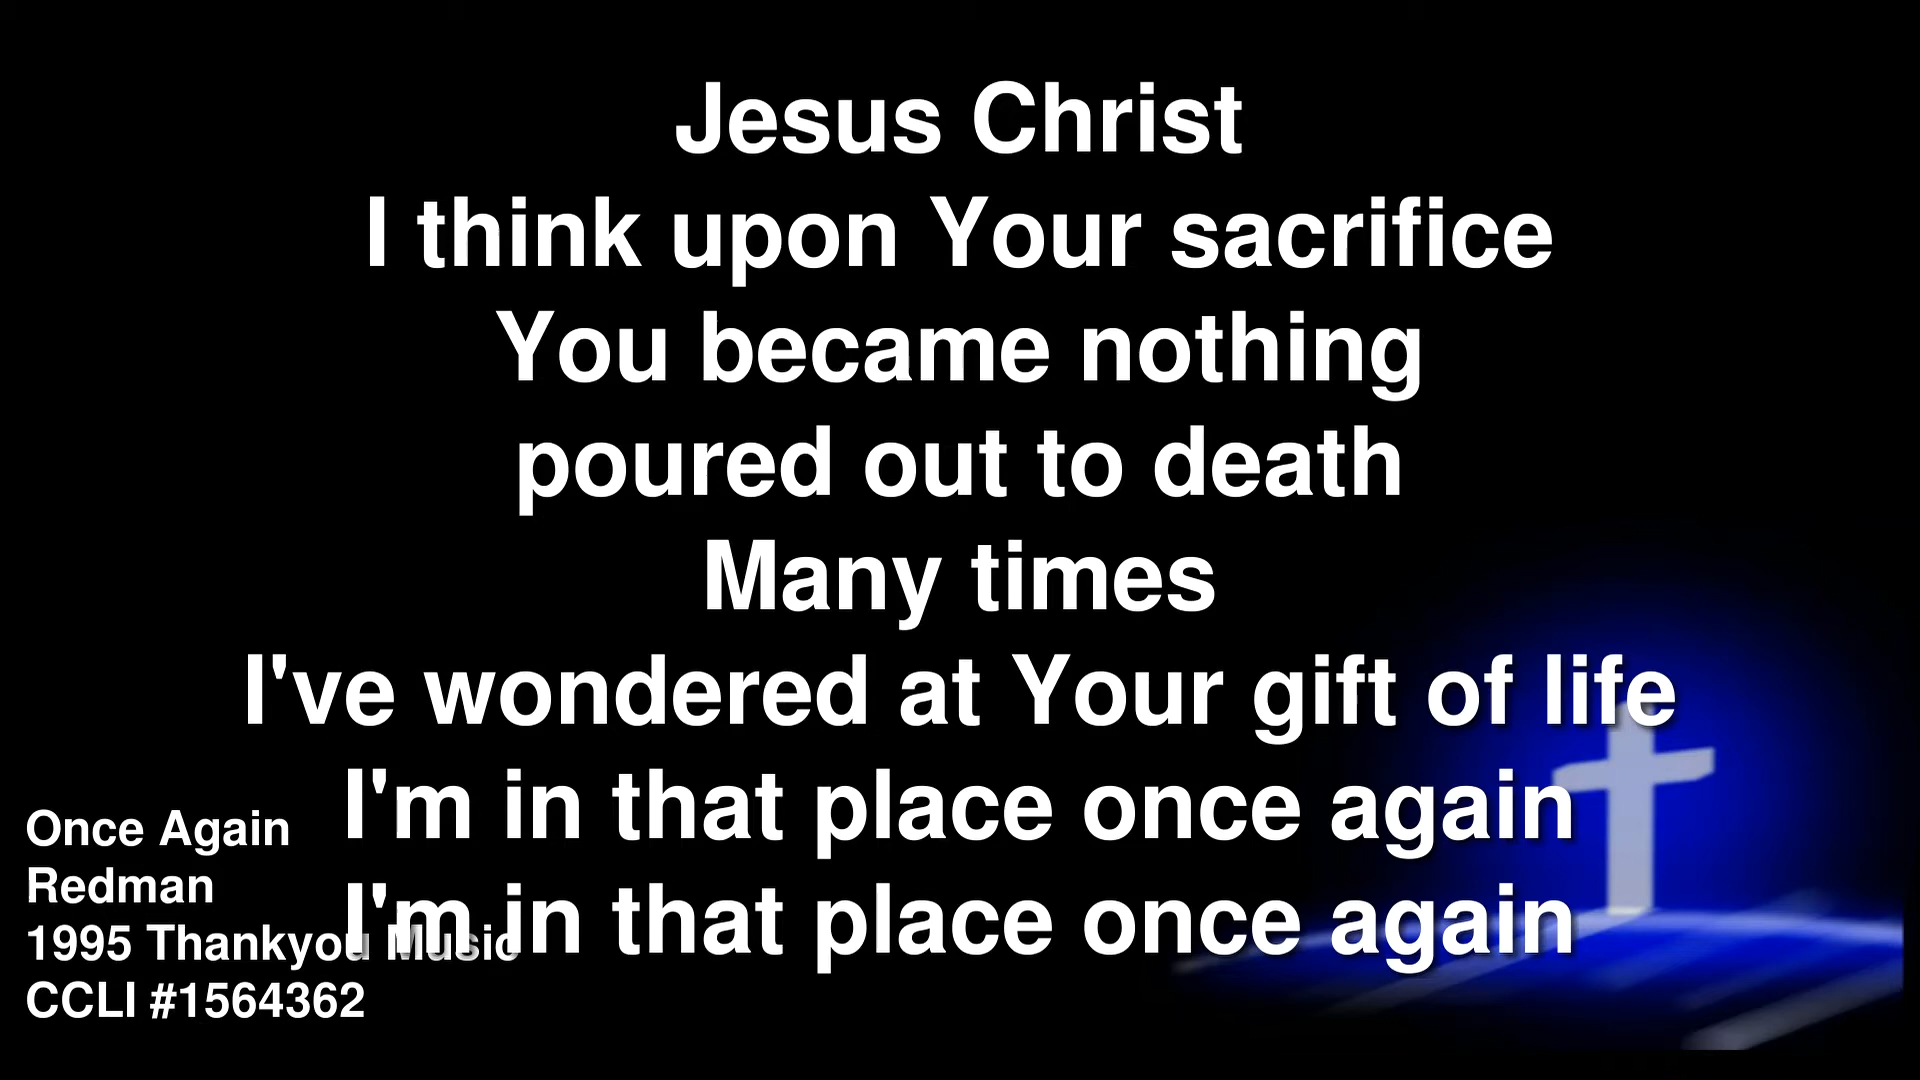 Jesus Christ
I think upon Your sacrifice
You became nothing
poured out to death
Many times
I've wondered at Your gift of life
I'm in that place once again
I'm in that place once again
Once Again
Redman
1995 Thankyou Music
CCLI #1564362